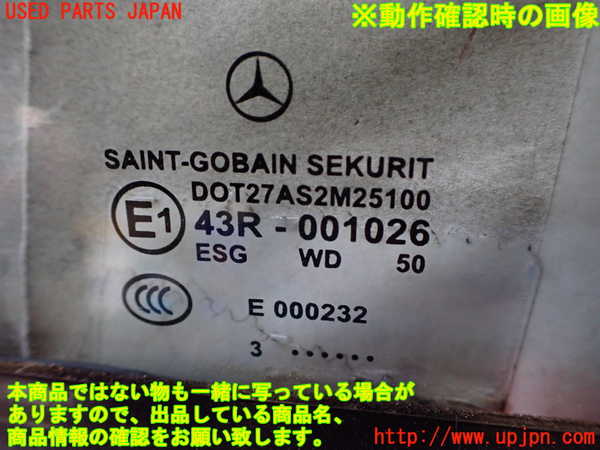 USED PARTS JAPAN
※動作確認時の画像
SAINT-GOBAIN SEKURIT
DOT27AS2M25100
E1 43R - 001026
ESG WD 50
CCC E 000232
3 ......
本商品ではない物も一緒に写っている場合が
ありますので、出品している商品名、
商品情報の確認をお願い致します。
http://www.upjpn.com/